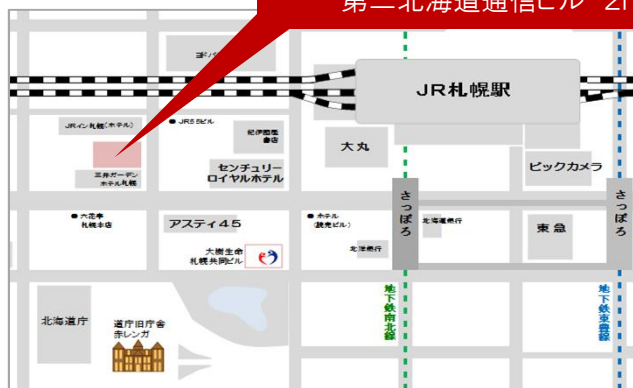 第二北海道通信ビル
JR札幌駅
JRイン札幌(ホテル)
JR55ビル
紀伊國屋
書店
大丸
三井ガーデン
ホテル札幌
センチュリー
ロイヤルホテル
ビックカメラ
さっぽろ
さっぽろ
六花亭
札幌本店
アスティ45
ホテル
(読売ビル)
北海道銀行
東急
大樹生命
札幌共同ビル
北洋銀行
北海道庁
道庁旧庁舎
赤レンガ
地下鉄南北線
地下鉄東豊線